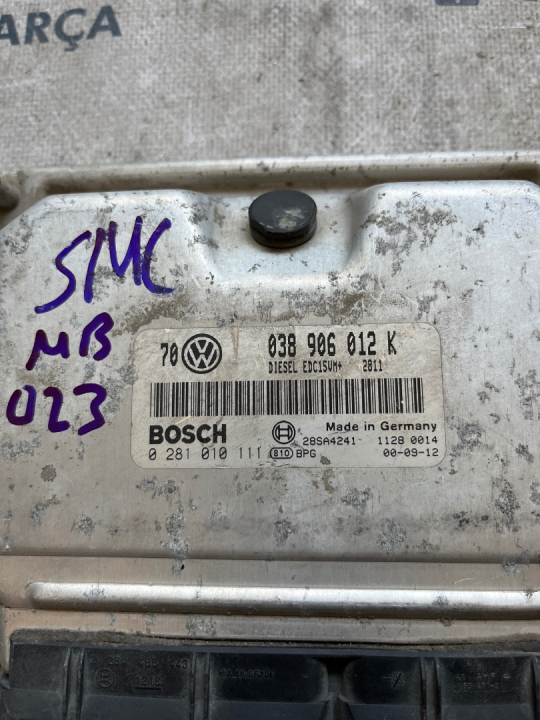 ARÇA
SMC
MB
023
70 038 906 012 K
DIESEL EDC15VM+ 2811
BOSCH
Made in Germany
28SA4241 1128 0014
0 281 010 111 810 BPG 00-09-12